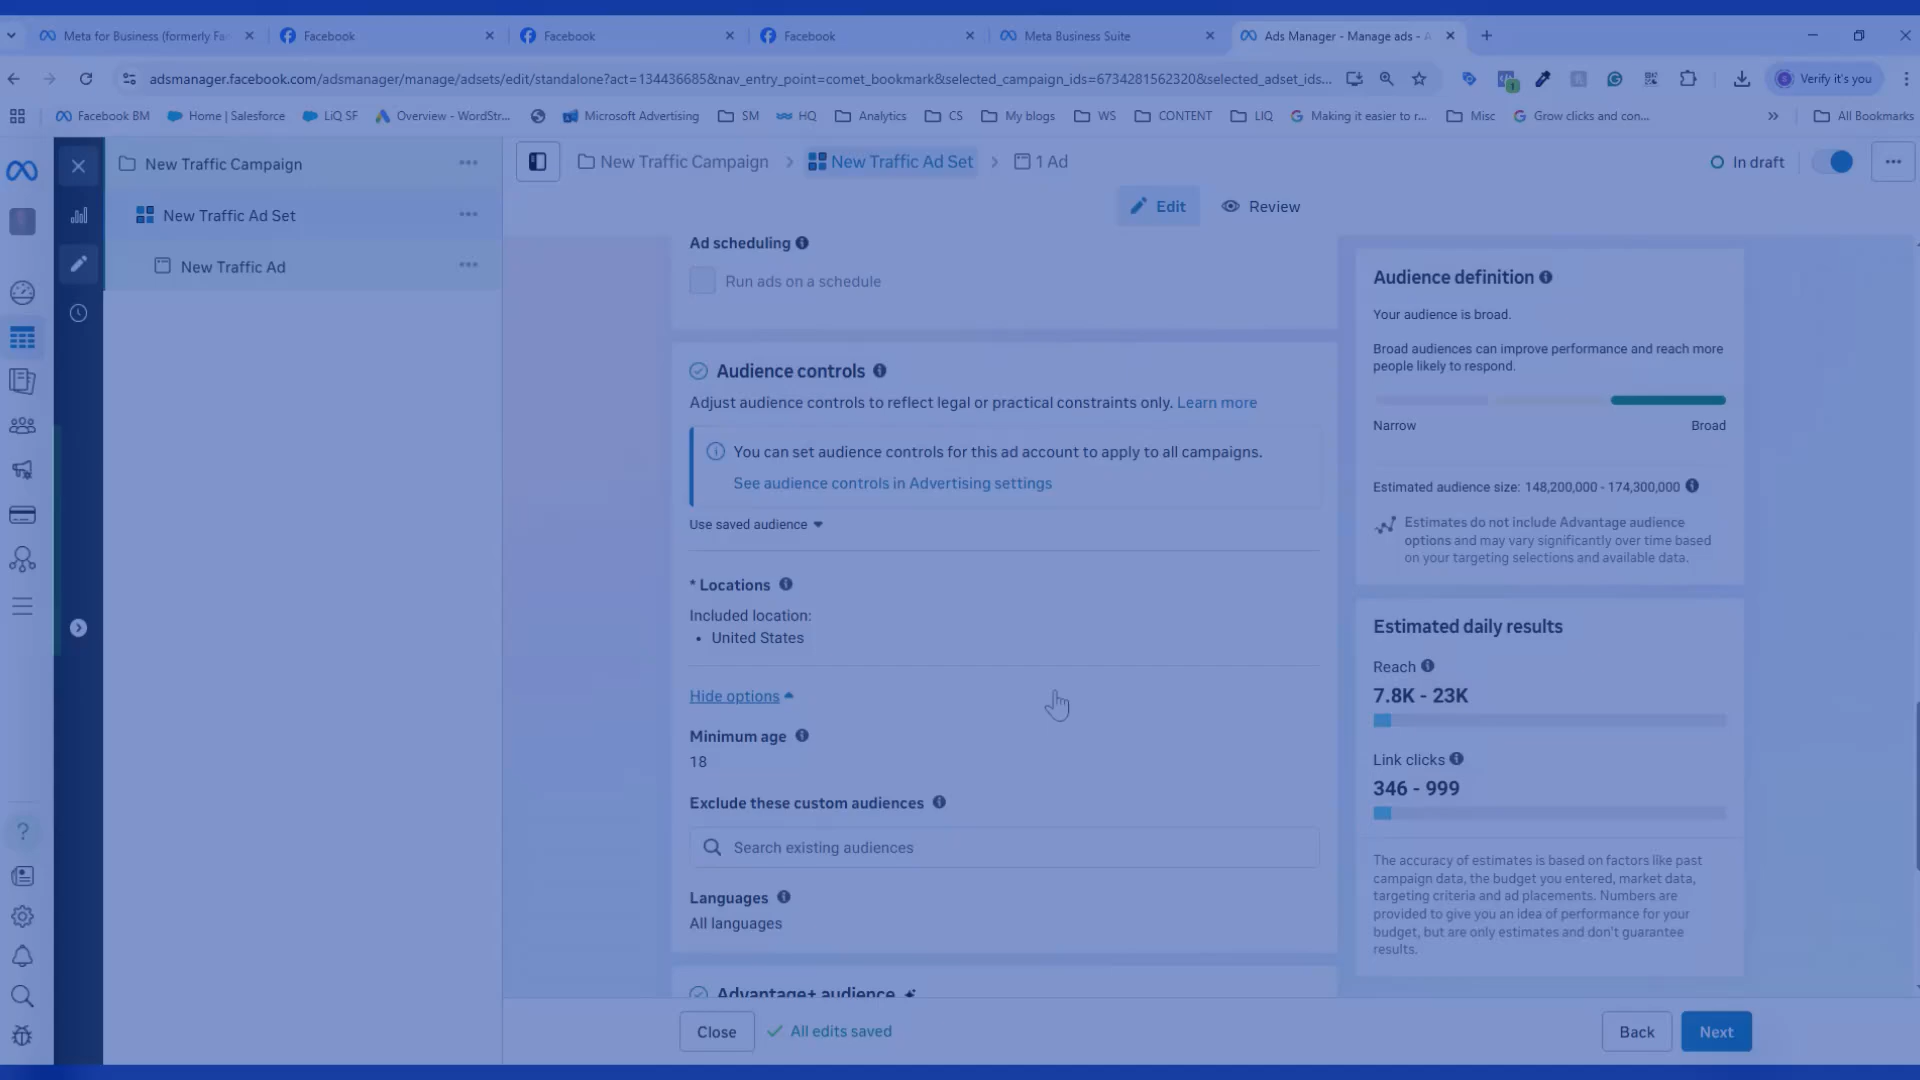 Meta for Business (formerly Fa
Facebook
Facebook
Facebook
Meta Business Suite
Ads Manager - Manage ads - A
adsmanager.facebook.com/adsmanager/manage/adsets/edit/standalone?act=134436685&nav_entry_point=comet_bookmark&selected_campaign_ids=6734281562320&selected_adset_ids...
Verify it's you
Facebook BM
Home | Salesforce
LiQ SF
Overview - WordStr...
Microsoft Advertising
SM
HQ
Analytics
CS
My blogs
WS
CONTENT
LIQ
Making it easier to r...
Misc
Grow clicks and con...
All Bookmarks
New Traffic Campaign
New Traffic Ad Set
New Traffic Ad
New Traffic Campaign
New Traffic Ad Set
1 Ad
In draft
Edit
Review
Ad scheduling
Run ads on a schedule
Audience controls
Adjust audience controls to reflect legal or practical constraints only. Learn more
You can set audience controls for this ad account to apply to all campaigns.
See audience controls in Advertising settings
Use saved audience
* Locations
Included location:
• United States
Hide options
Minimum age
18
Exclude these custom audiences
Search existing audiences
Languages
All languages
Advantage+ audience
Close
All edits saved
Back
Next
Audience definition
Your audience is broad.
Broad audiences can improve performance and reach more
people likely to respond.
Narrow
Broad
Estimated audience size: 148,200,000 - 174,300,000
Estimates do not include Advantage audience
options and may vary significantly over time based
on your targeting selections and available data.
Estimated daily results
Reach
7.8K - 23K
Link clicks
346 - 999
The accuracy of estimates is based on factors like past
campaign data, the budget you entered, market data,
targeting criteria and ad placements. Numbers are
provided to give you an idea of performance for your
budget, but are only estimates and don't guarantee
results.